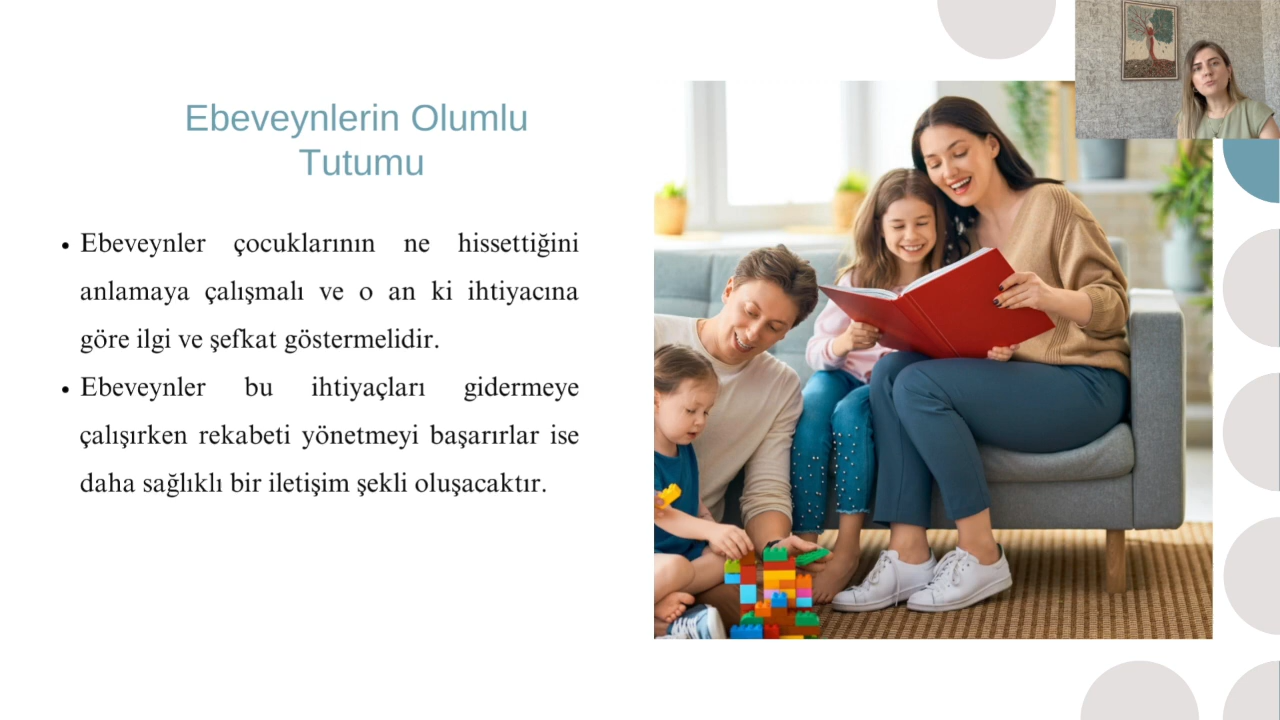 Ebeveynlerin Olumlu
Tutumu
• Ebeveynler çocuklarının ne hissettiğini
anlamaya çalışmalı ve o an ki ihtiyacına
göre ilgi ve şefkat göstermelidir.
• Ebeveynler bu ihtiyaçları gidermeye
çalışırken rekabeti yönetmeyi başarırlar ise
daha sağlıklı bir iletişim şekli oluşacaktır.